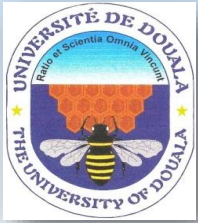 UNIVERSITÉ DE DOUALA
Ratio et Scientia Omnia Vincunt
THE UNIVERSITY OF DOUALA